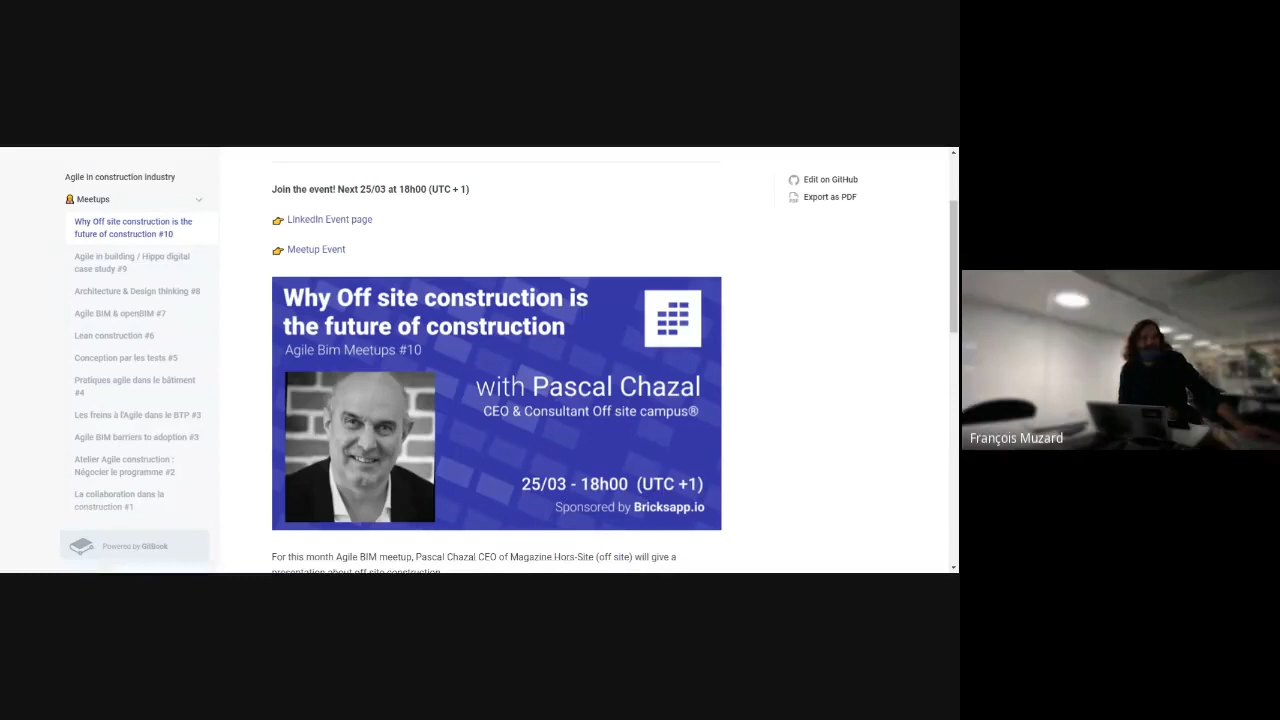 Agile in construction industry
Meetups
Why Off site construction is the
future of construction #10
Agile in building / Hippo digital
case study #9
Architecture & Design thinking #8
Agile BIM & openBIM #7
Lean construction #6
Conception par les tests #5
Pratiques agile dans le bâtiment
#4
Les freins à l'Agile dans le BTP #3
Agile BIM barriers to adoption #3
Atelier Agile construction :
Négocier le programme #2
La collaboration dans la
construction #1
Powered by GitBook
Join the event! Next 25/03 at 18h00 (UTC + 1)
LinkedIn Event page
Meetup Event
Why Off site construction is
the future of construction
Agile Bim Meetups #10
with Pascal Chazal
CEO & Consultant Off site campus®
25/03 - 18h00 (UTC +1)
Sponsored by Bricksapp.io
For this month Agile BIM meetup, Pascal Chazal CEO of Magazine Hors-Site (off site) will give a
presentation about off site construction
Edit on GitHub
PDF
Export as PDF
François Muzard